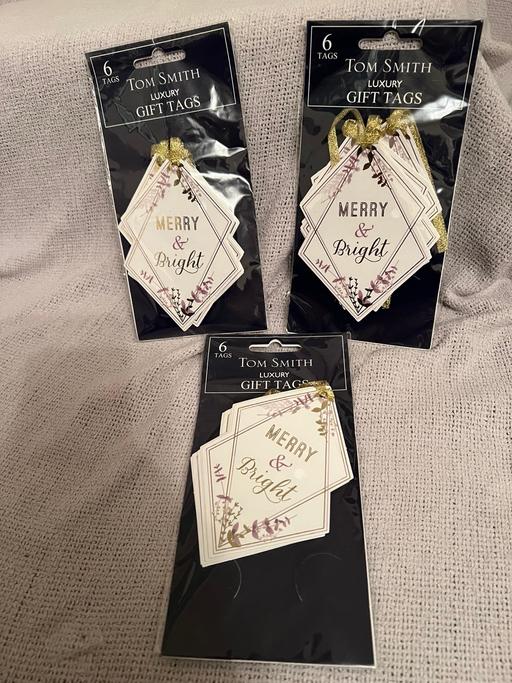 6
TAGS
TOM SMITH
LUXURY
GIFT TAGS
MERRY
&
Bright
6
TAGS
TOM SMITH
LUXURY
GIFT TAGS
MERRY
&
Bright
6
TAGS
TOM SMITH
LUXURY
GIFT TAGS
MERRY
&
Bright